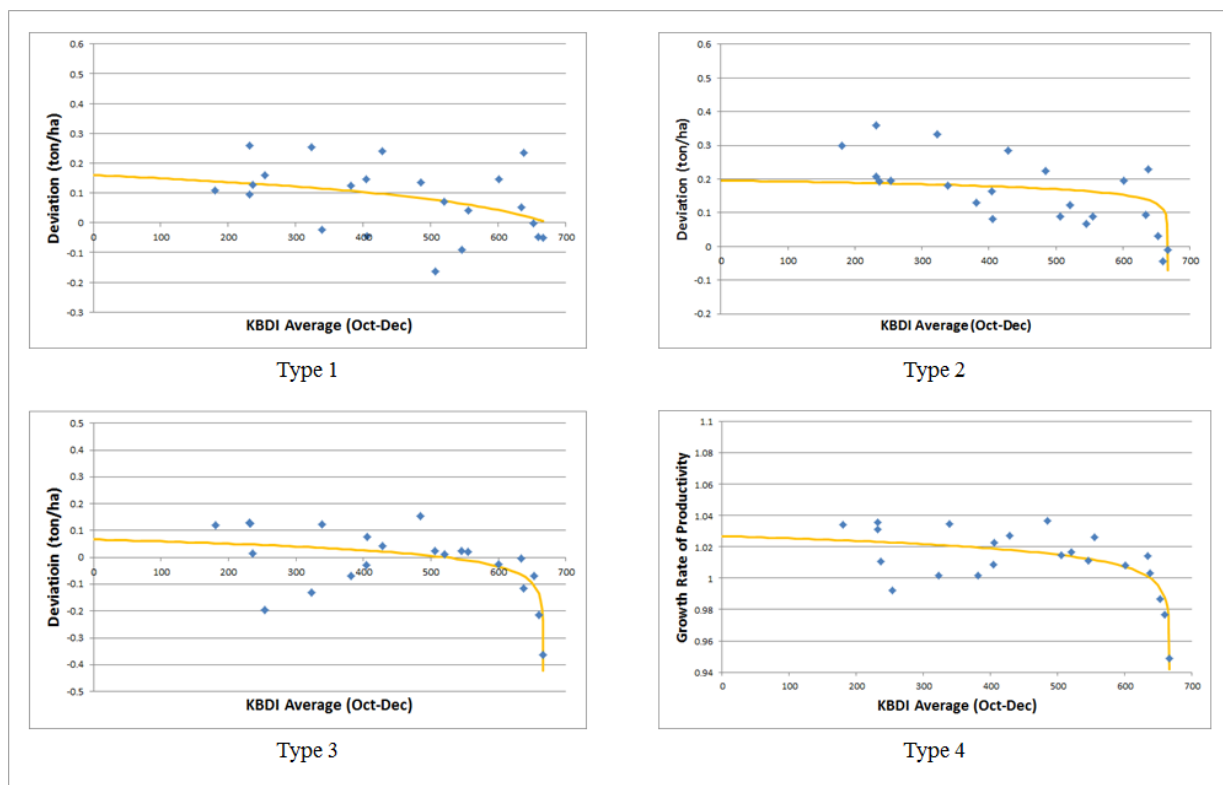 0.6
0.5
0.4
0.3
0.2
0.1
0
-0.1
-0.2
-0.3
0 100 200 300 400 500 600 700
Deviation (ton/ha)
KBDI Average (Oct-Dec)
Type 1
0.6
0.5
0.4
0.3
0.2
0.1
0
-0.1
-0.2
0 100 200 300 400 500 600 700
Deviation (ton/ha)
KBDI Average (Oct-Dec)
Type 2
0.5
0.4
0.3
0.2
0.1
0
-0.1
-0.2
-0.3
-0.4
-0.5
0 100 200 300 400 500 600 700
Deviatioin (ton/ha)
KBDI Average (Oct-Dec)
Type 3
1.1
1.08
1.06
1.04
1.02
1
0.98
0.96
0.94
0 100 200 300 400 500 600 700
Growth Rate of Productivity
KBDI Average (Oct-Dec)
Type 4